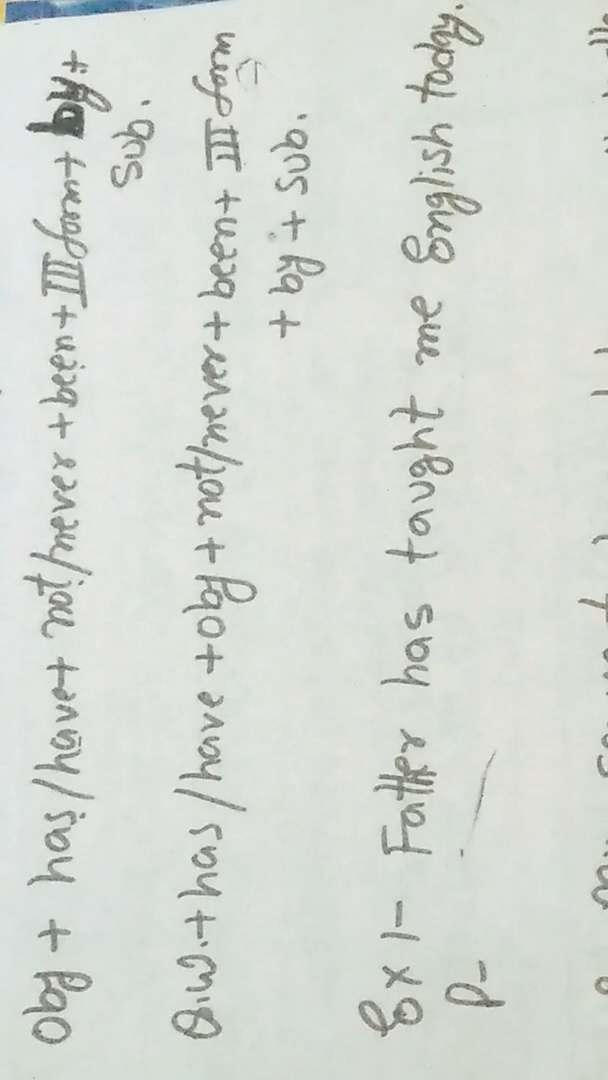 Obj + has/have + not/never + been + III form + by +
sub.
+ has/have + obj + not/never + been + III form
+ by + sub.
Ex 1 - Father has taught me English today.
P-